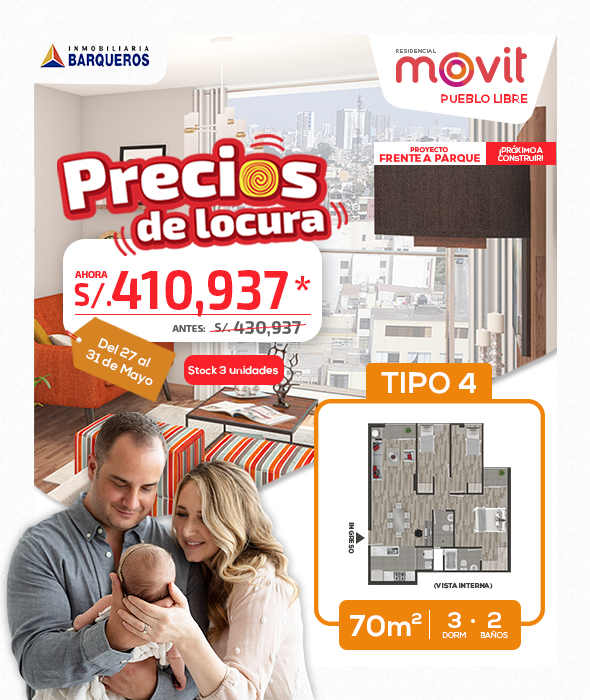 INMOBILIARIA
BARQUEROS
RESIDENCIAL
movit
PUEBLO LIBRE
PROYECTO
FRENTE A PARQUE
¡PRÓXIMO A
CONSTRUIR!
Precios
de locura
AHORA
S/.410,937*
ANTES: S/. 430,937
Del 27 al
31 de Mayo
Stock 3 unidades
TIPO 4
INGRESO
(VISTA INTERNA)
70m²
3 · 2
DORM BAÑOS